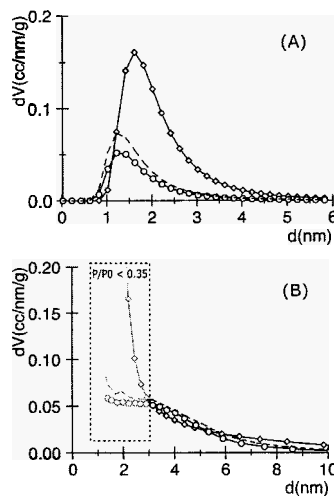 (A)
dV(cc/nm/g)
0.2
0.1
0.0
0 1 2 3 4 5 6
d(nm)
(B)
P/P0 < 0.35
dV(cc/nm/g)
0.20
0.15
0.10
0.05
0.00
0 2 4 6 8 10
d(nm)